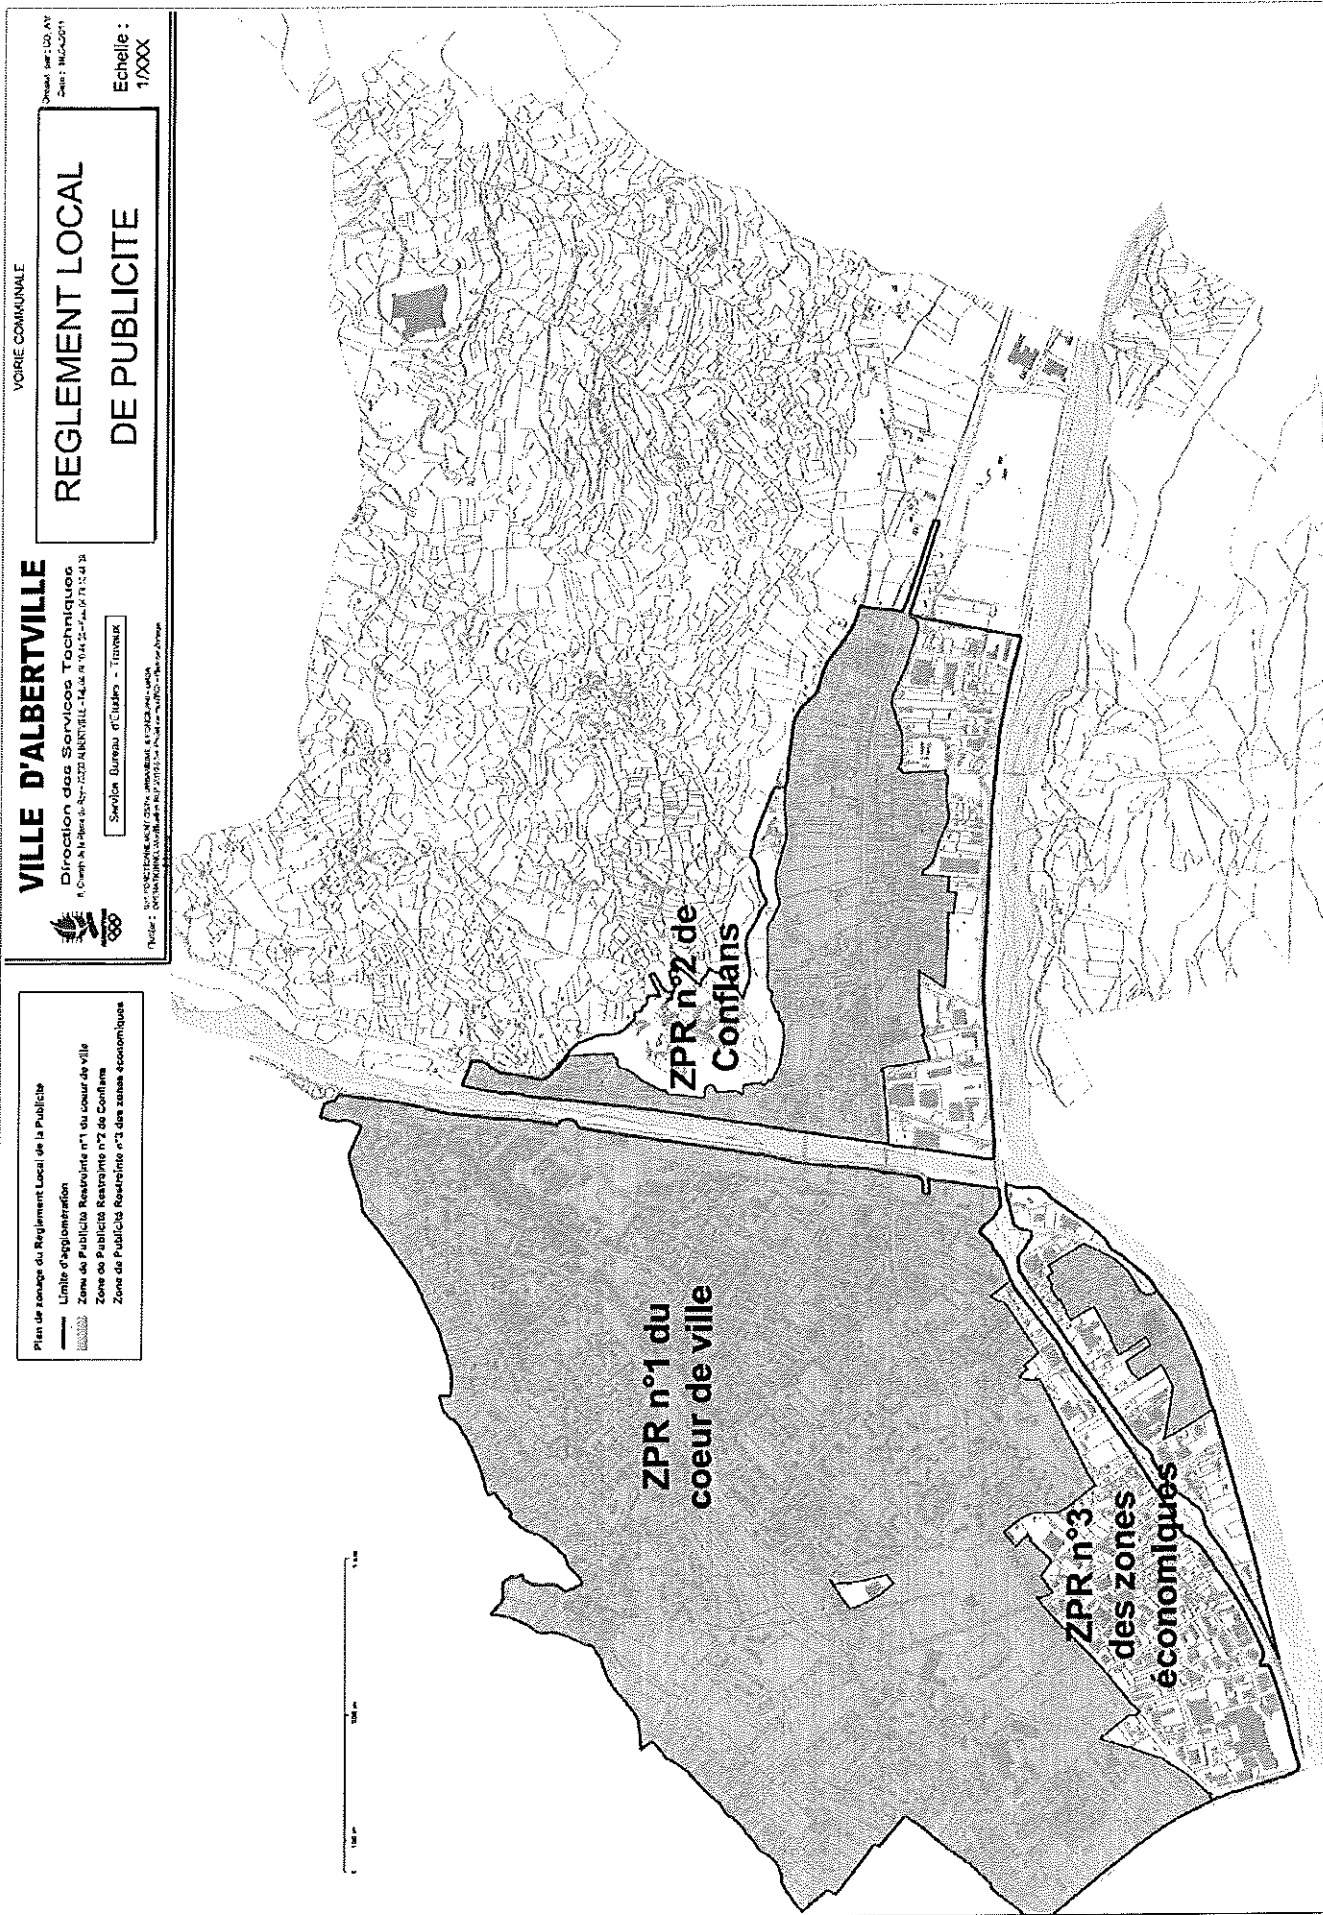 VILLE D'ALBERTVILLE
Direction des Services Techniques
Service Bureau d'Etudes - Travaux
VOIRIE COMMUNALE
REGLEMENT LOCAL
DE PUBLICITE
Echelle :
1/XXX
Plan de zonage du Règlement Local de la Publicité
Limite d'agglomération
Zone de Publicité Restreinte n°1 du coeur de ville
Zone de Publicité Restreinte n°2 de Conflans
Zone de Publicité Restreinte n°3 des zones économiques
ZPR n°2 de
Conflans
ZPR n°1 du
coeur de ville
ZPR n°3
des zones
économiques